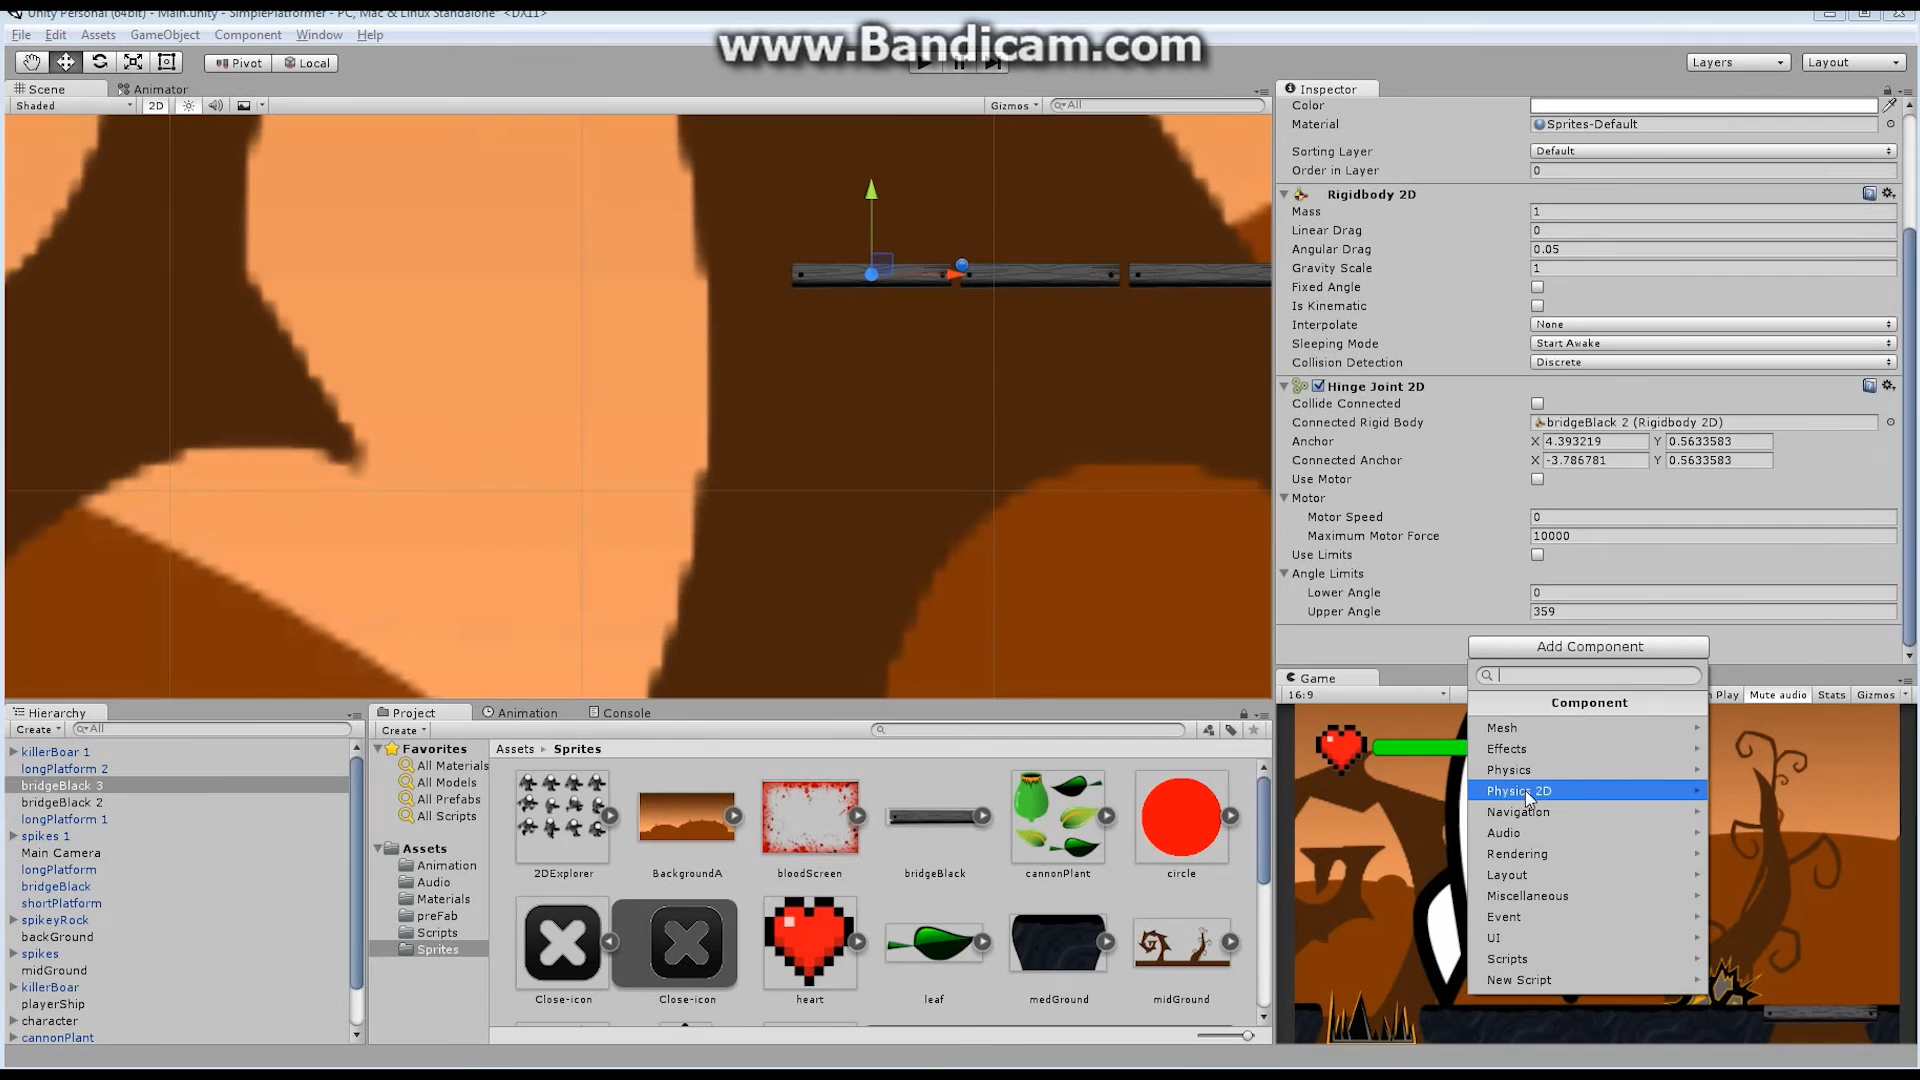 Unity Personal (64bit) - Main.unity - SimplePlatformer - PC, Mac & Linux Standalone* <DX11>
www.Bandicam.com
File Edit Assets GameObject Component Window Help
Pivot Local Layers Layout
Scene Animator
Shaded 2D Gizmos All
Inspector
Color
Material Sprites-Default
Sorting Layer Default
Order in Layer 0
Rigidbody 2D
Mass 1
Linear Drag 0
Angular Drag 0.05
Gravity Scale 1
Fixed Angle
Is Kinematic
Interpolate None
Sleeping Mode Start Awake
Collision Detection Discrete
Hinge Joint 2D
Collide Connected
Connected Rigid Body bridgeBlack 2 (Rigidbody 2D)
Anchor X 4.393219 Y 0.5633583
Connected Anchor X -3.786781 Y 0.5633583
Use Motor
Motor
Motor Speed 0
Maximum Motor Force 10000
Use Limits
Angle Limits
Lower Angle 0
Upper Angle 359
Add Component
Component
Mesh
Effects
Physics
Physics 2D
Navigation
Audio
Rendering
Layout
Miscellaneous
Event
UI
Scripts
New Script
Game
16:9 Play Mute audio Stats Gizmos
Hierarchy
Create All
killerBoar 1
longPlatform 2
bridgeBlack 3
bridgeBlack 2
longPlatform 1
spikes 1
Main Camera
longPlatform
bridgeBlack
shortPlatform
spikeyRock
backGround
spikes
midGround
killerBoar
playerShip
character
cannonPlant
Project Animation Console
Create
Favorites
All Materials
All Models
All Prefabs
All Scripts
Assets
Animation
Audio
Materials
preFab
Scripts
Sprites
Assets Sprites
2DExplorer BackgroundA bloodScreen bridgeBlack cannonPlant circle
Close-icon Close-icon heart leaf medGround midGround